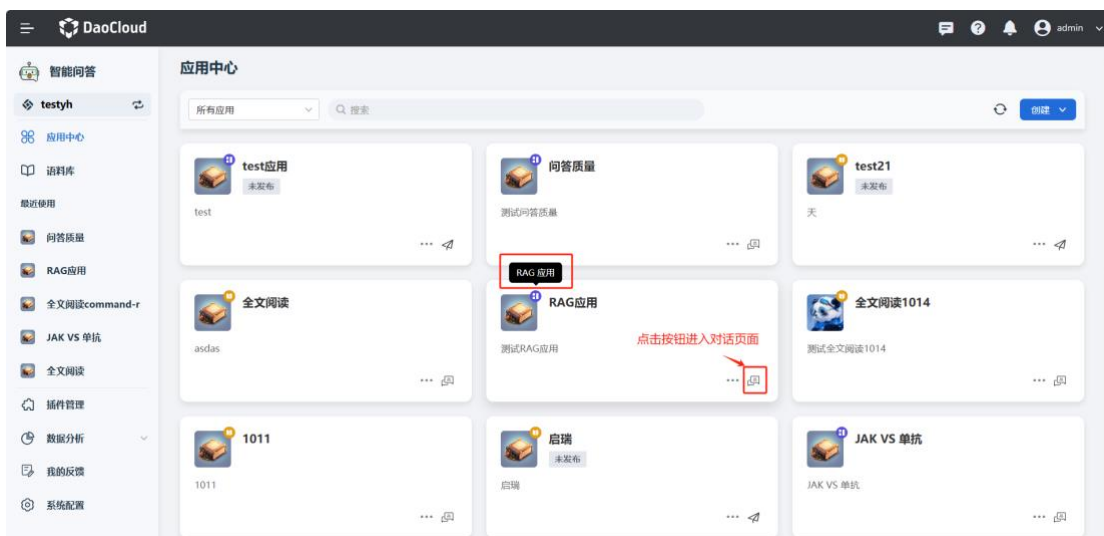 DaoCloud
admin
智能问答
testyh
应用中心
语料库
最近使用
问答质量
RAG应用
全文阅读command-r
JAK VS 单抗
全文阅读
插件管理
数据分析
我的反馈
系统配置
应用中心
所有应用
搜索
创建
test应用
未发布
test
问答质量
测试问答质量
test21
未发布
天
全文阅读
asdas
RAG 应用
RAG应用
测试RAG应用
点击按钮进入对话页面
全文阅读1014
测试全文阅读1014
1011
1011
启瑞
未发布
启瑞
JAK VS 单抗
JAK VS 单抗